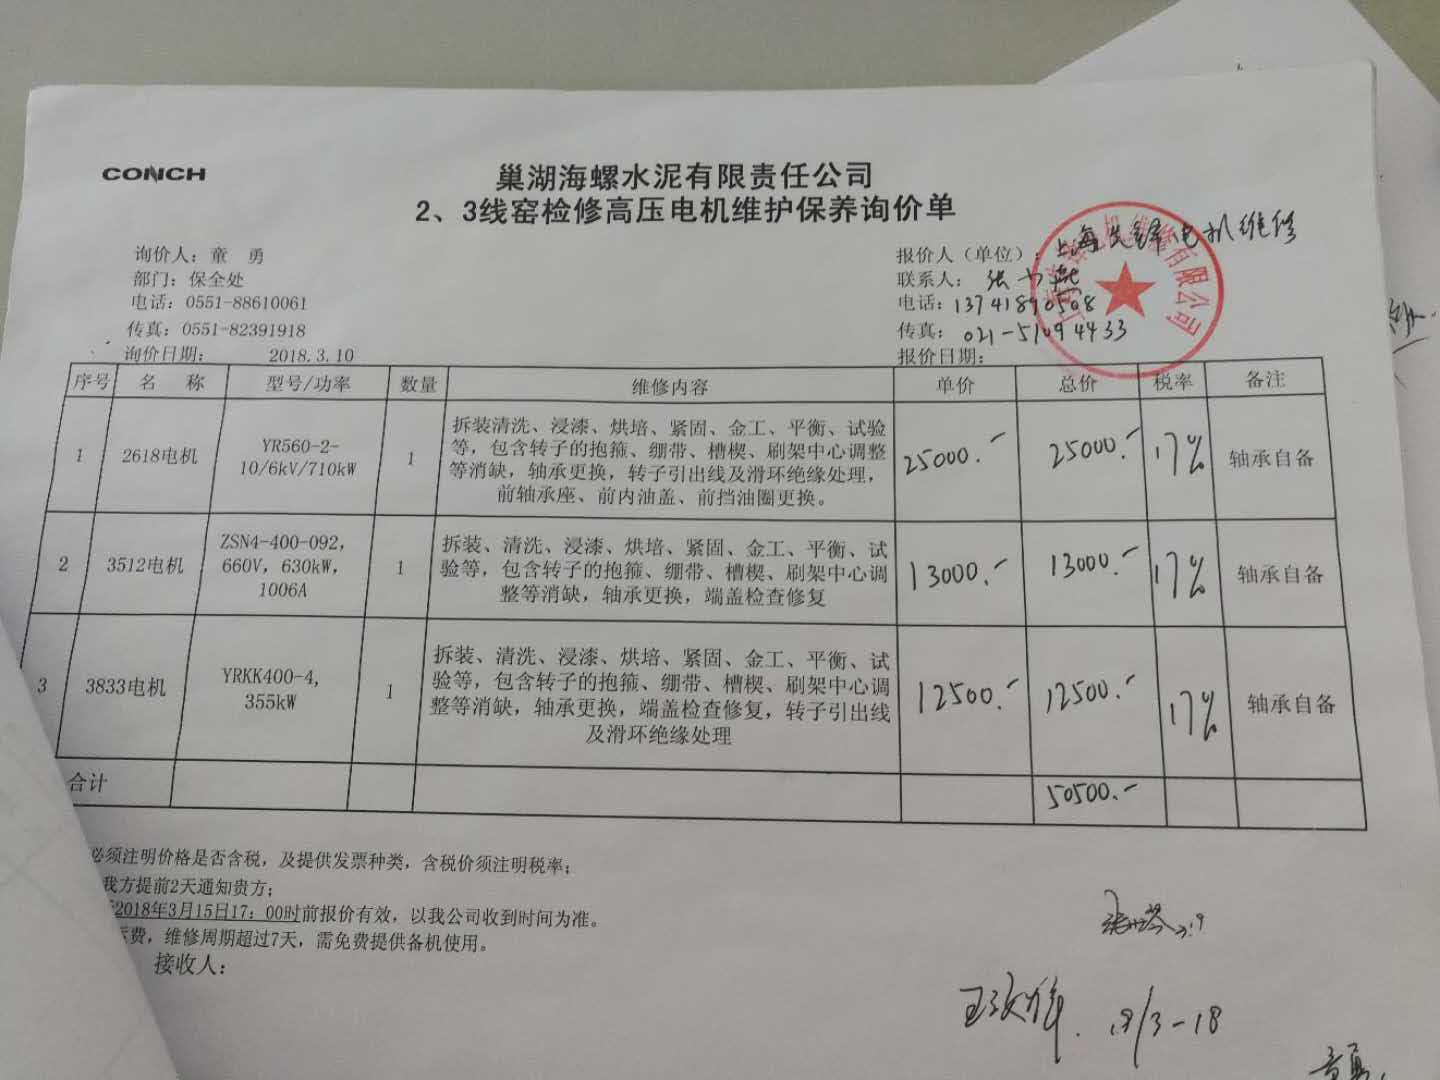 CONCH
巢湖海螺水泥有限责任公司
2、3线窑检修高压电机维护保养询价单
询价人：童 勇
部门：保全处
电话：0551-88610061
传真：0551-82391918
询价日期： 2018.3.10
报价人（单位）：上海 电机维修
联系人：张
电话：13741890508
传真：021-51094433
报价日期：
电机维修有限公司
序号 名 称 型号/功率 数量 维修内容 单价 总价 税率 备注
1 2618电机 YR560-2-
10/6kV/710kW 1 拆装清洗、浸漆、烘培、紧固、金工、平衡、试验
等，包含转子的抱箍、绷带、槽楔、刷架中心调整
等消缺，轴承更换，转子引出线及滑环绝缘处理，
前轴承座、前内油盖、前挡油圈更换。 25000.- 25000.- 17% 轴承自备
2 3512电机 ZSN4-400-092，
660V，630kW，
1006A 1 拆装、清洗、浸漆、烘培、紧固、金工、平衡、试
验等，包含转子的抱箍、绷带、槽楔、刷架中心调
整等消缺，轴承更换，端盖检查修复 13000.- 13000.- 17% 轴承自备
3 3833电机 YRKK400-4,
355kW 1 拆装、清洗、浸漆、烘培、紧固、金工、平衡、试
验等，包含转子的抱箍、绷带、槽楔、刷架中心调
整等消缺，轴承更换，端盖检查修复，转子引出线
及滑环绝缘处理 12500.- 12500.- 17% 轴承自备
合计 50500.-
必须注明价格是否含税，及提供发票种类，含税价须注明税率；
我方提前2天通知贵方；
2018年3月15日17：00时前报价有效，以我公司收到时间为准。
费，维修周期超过7天，需免费提供备机使用。
接收人：
18/3-18
童勇